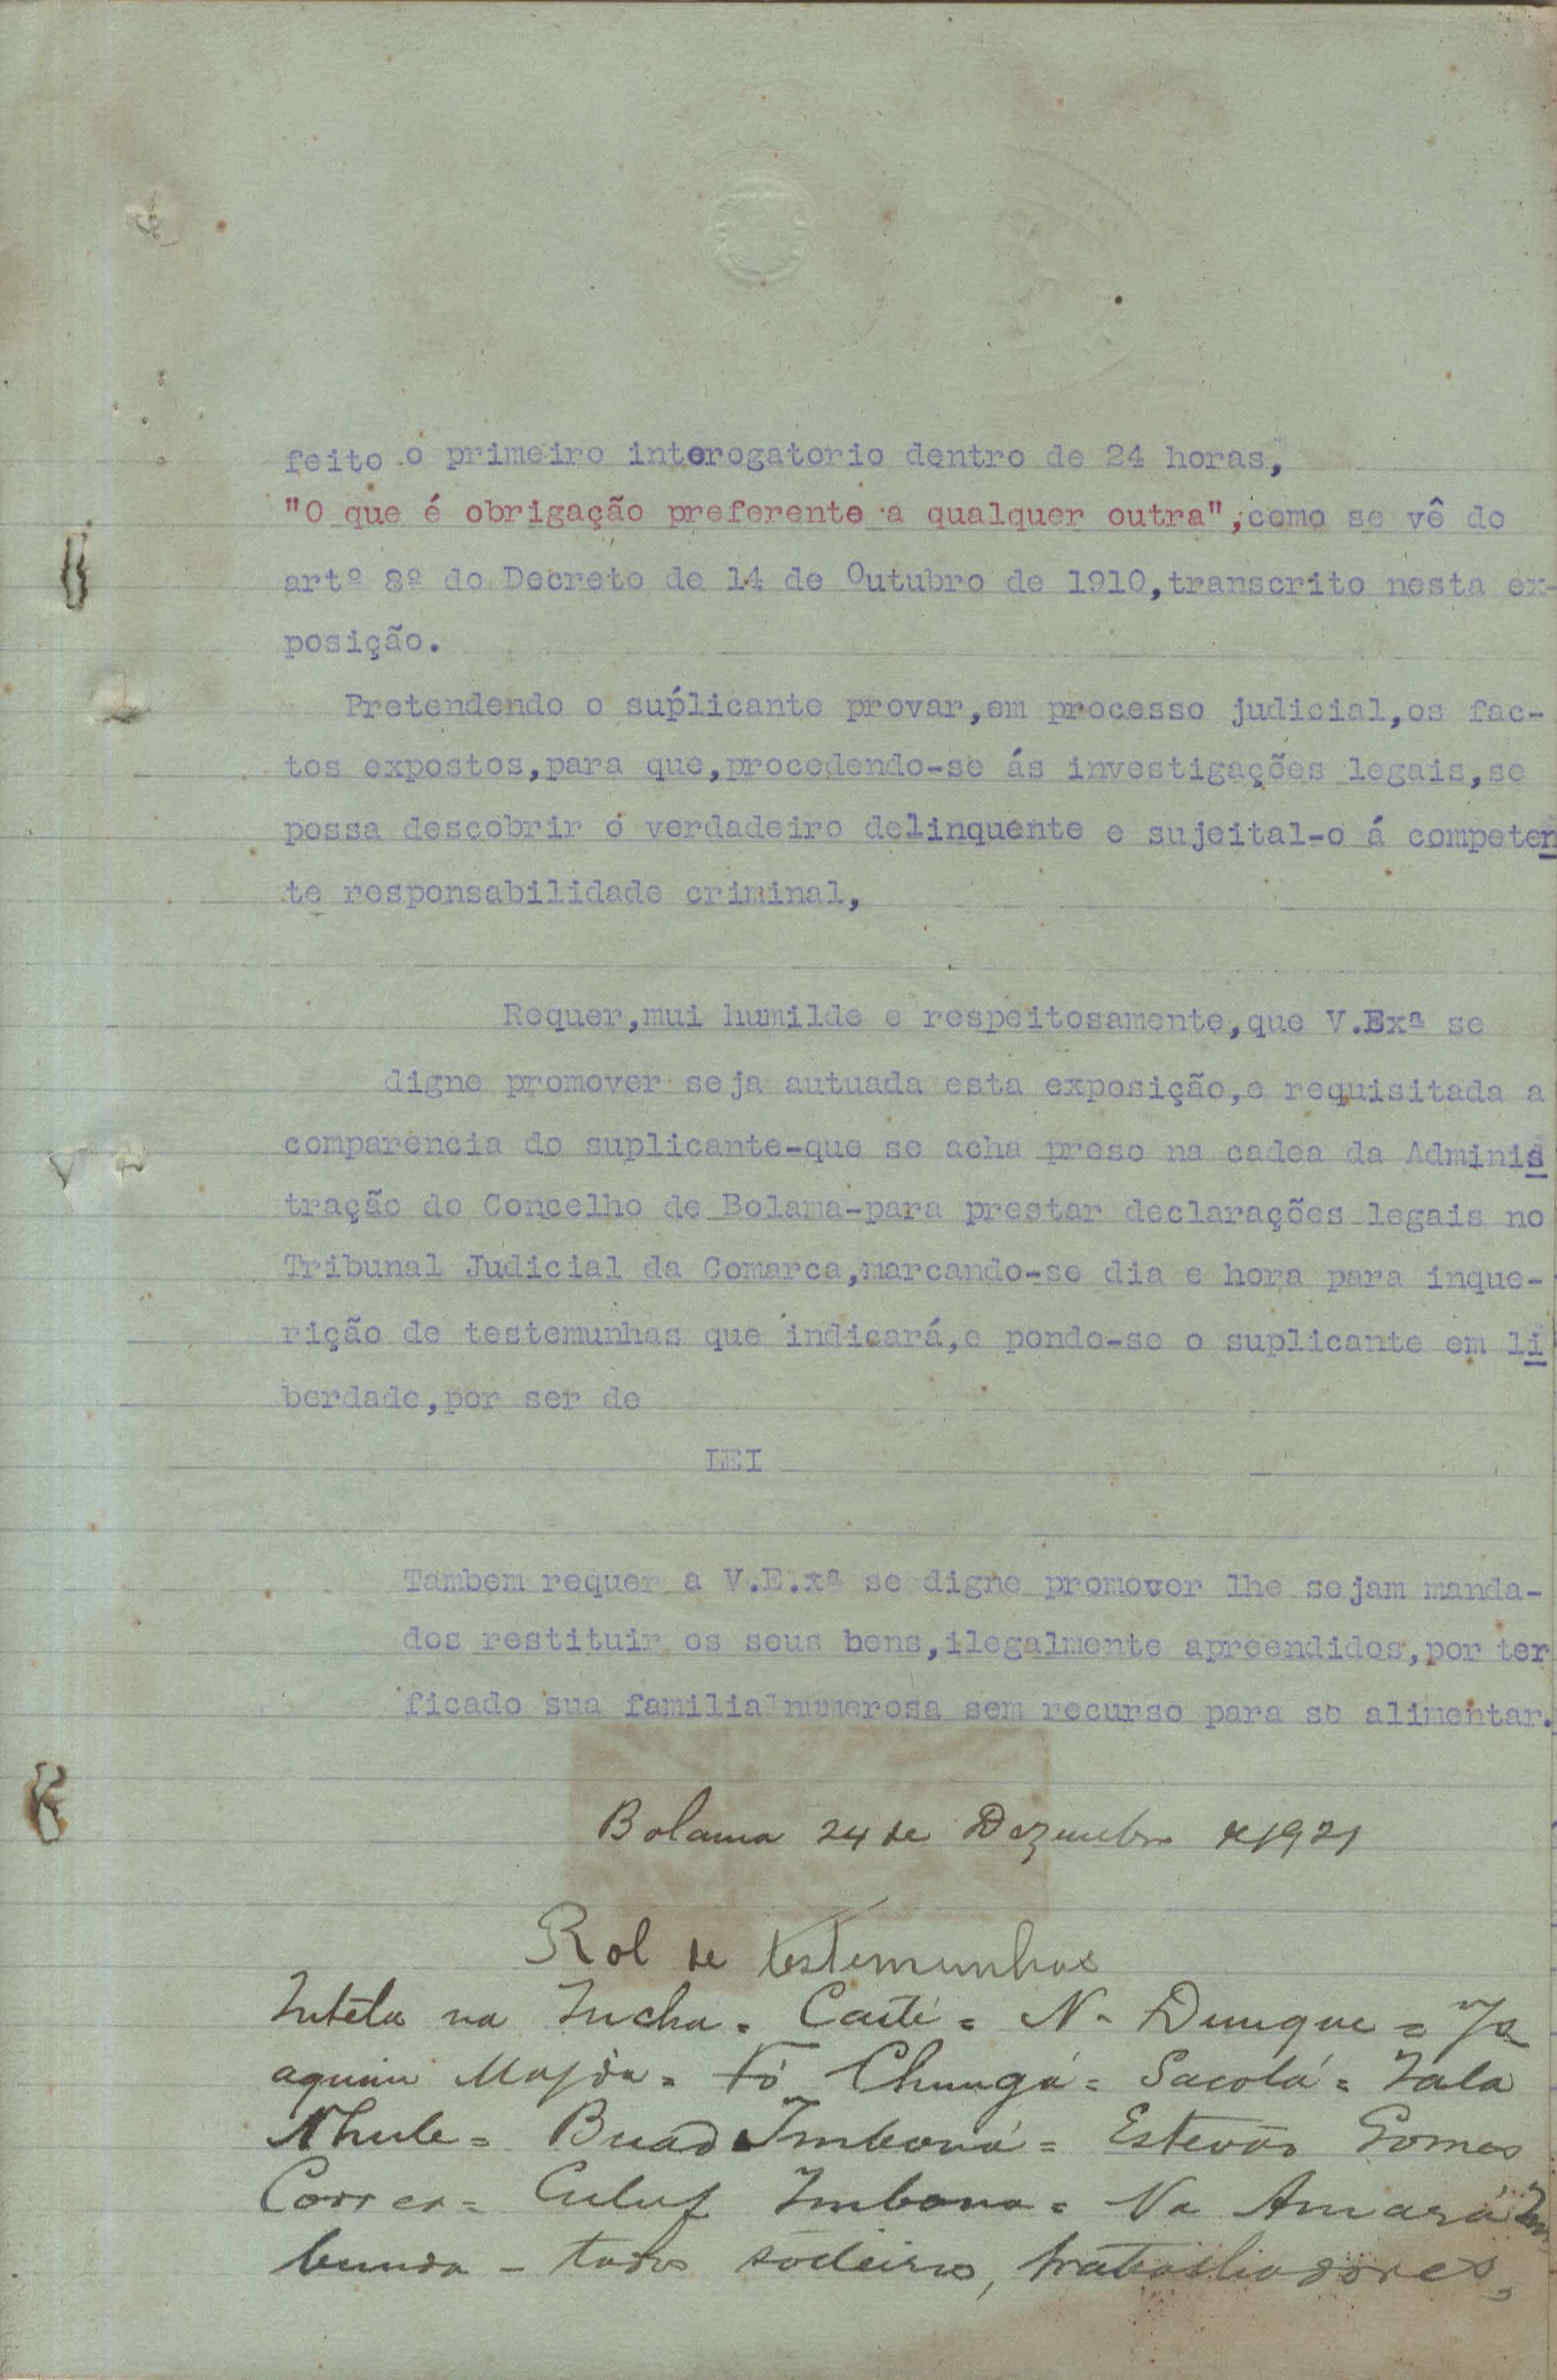 feito o primeiro interogatorio dentro de 24 horas,
"O que é obrigação preferente a qualquer outra",como se vê do
artº 8º do Decreto de 14 de Outubro de 1910,transcrito nesta ex-
posição.
Pretendendo o suplicante provar,em processo judicial,os fac-
tos expostos,para que,procedendo-se ás investigações legais,se
possa descobrir o verdadeiro delinquente e sujeital-o á competen
te responsabilidade criminal,
Requer,mui humilde e respeitosamente,que V.Exª se
digne promover seja autuada esta exposição,e requisitada a
comparencia do suplicante-que se acha preso na cadea da Adminis
tração do Concelho de Bolama-para prestar declarações legais no
Tribunal Judicial da Comarca,marcando-se dia e hora para inque-
rição de testemunhas que indicará,e pondo-se o suplicante em li
berdade,por ser de
LEI
Tambem requer a V.E.xª se digne promover lhe sejam manda-
dos restituir os seus bens,ilegalmente apreendidos,por ter
ficado sua familia numerosa sem recurso para se alimentar.
Bolama 24 de Dezembro de 1921
Rol de testemunhas
na = = N- Dungue = Jo
aquim = Fó Chungá = Sacolá = Tala
Nhule = Buad Imboná = Estevão Gomes
Correa = Imbona = Na Amará
bunda - todos solteiros, trabalhadores,